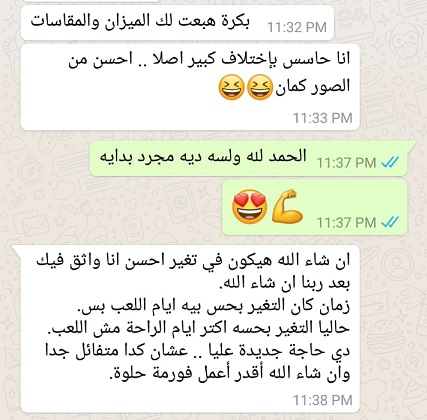 بكرة هبعت لك الميزان والمقاسات
11:32 PM
انا حاسس بإختلاف كبير اصلا .. احسن من
الصور كمان😆😆
11:33 PM
الحمد لله ولسه ديه مجرد بدايه
11:37 PM
😍💪
11:37 PM
ان شاء الله هيكون في تغير احسن انا واثق فيك
بعد ربنا ان شاء الله.
زمان كان التغير بحس بيه ايام اللعب بس.
حاليا التغير بحسه اكتر ايام الراحة مش اللعب.
دي حاجة جديدة عليا .. عشان كدا متفائل جدا
وان شاء الله أقدر أعمل فورمة حلوة.
11:38 PM